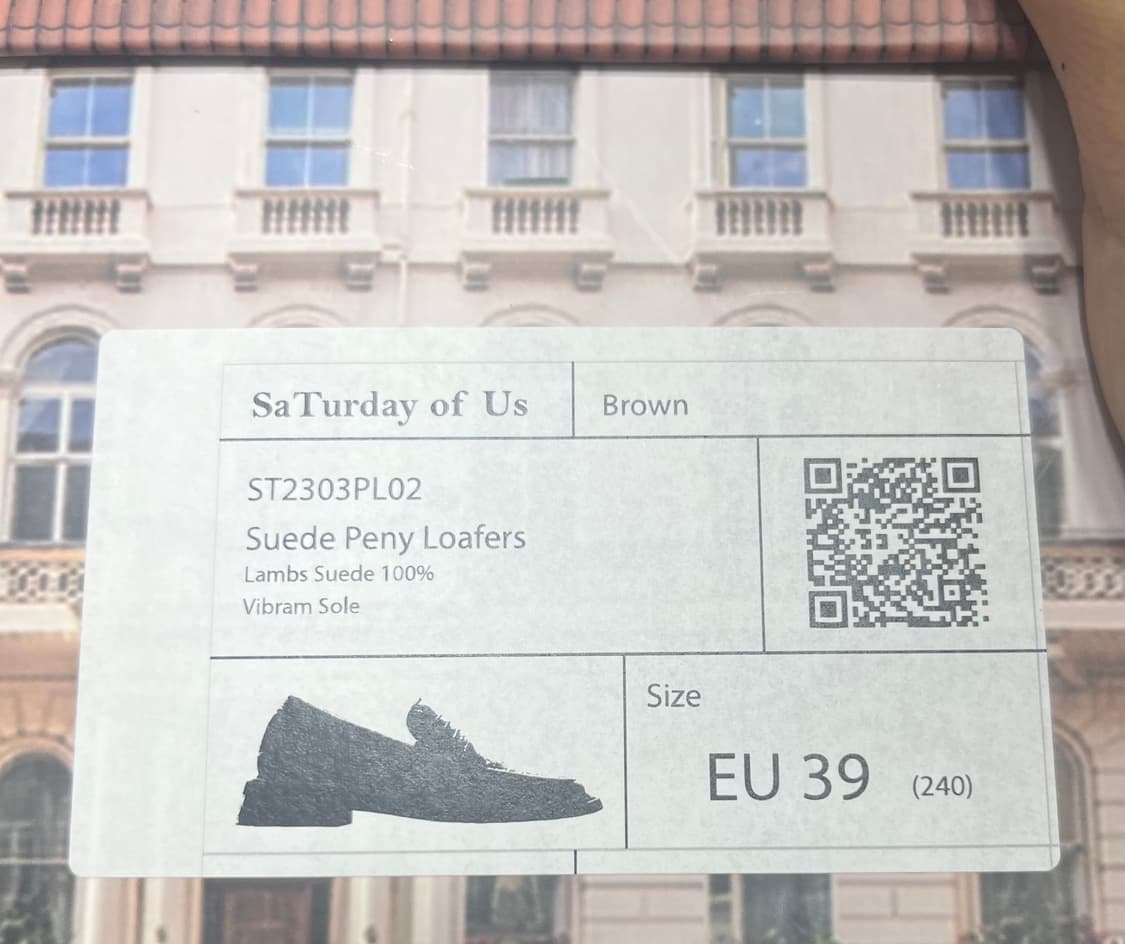 SaTurday of Us
Brown
ST2303PL02
Suede Peny Loafers
Lambs Suede 100%
Vibram Sole
Size
EU 39 (240)